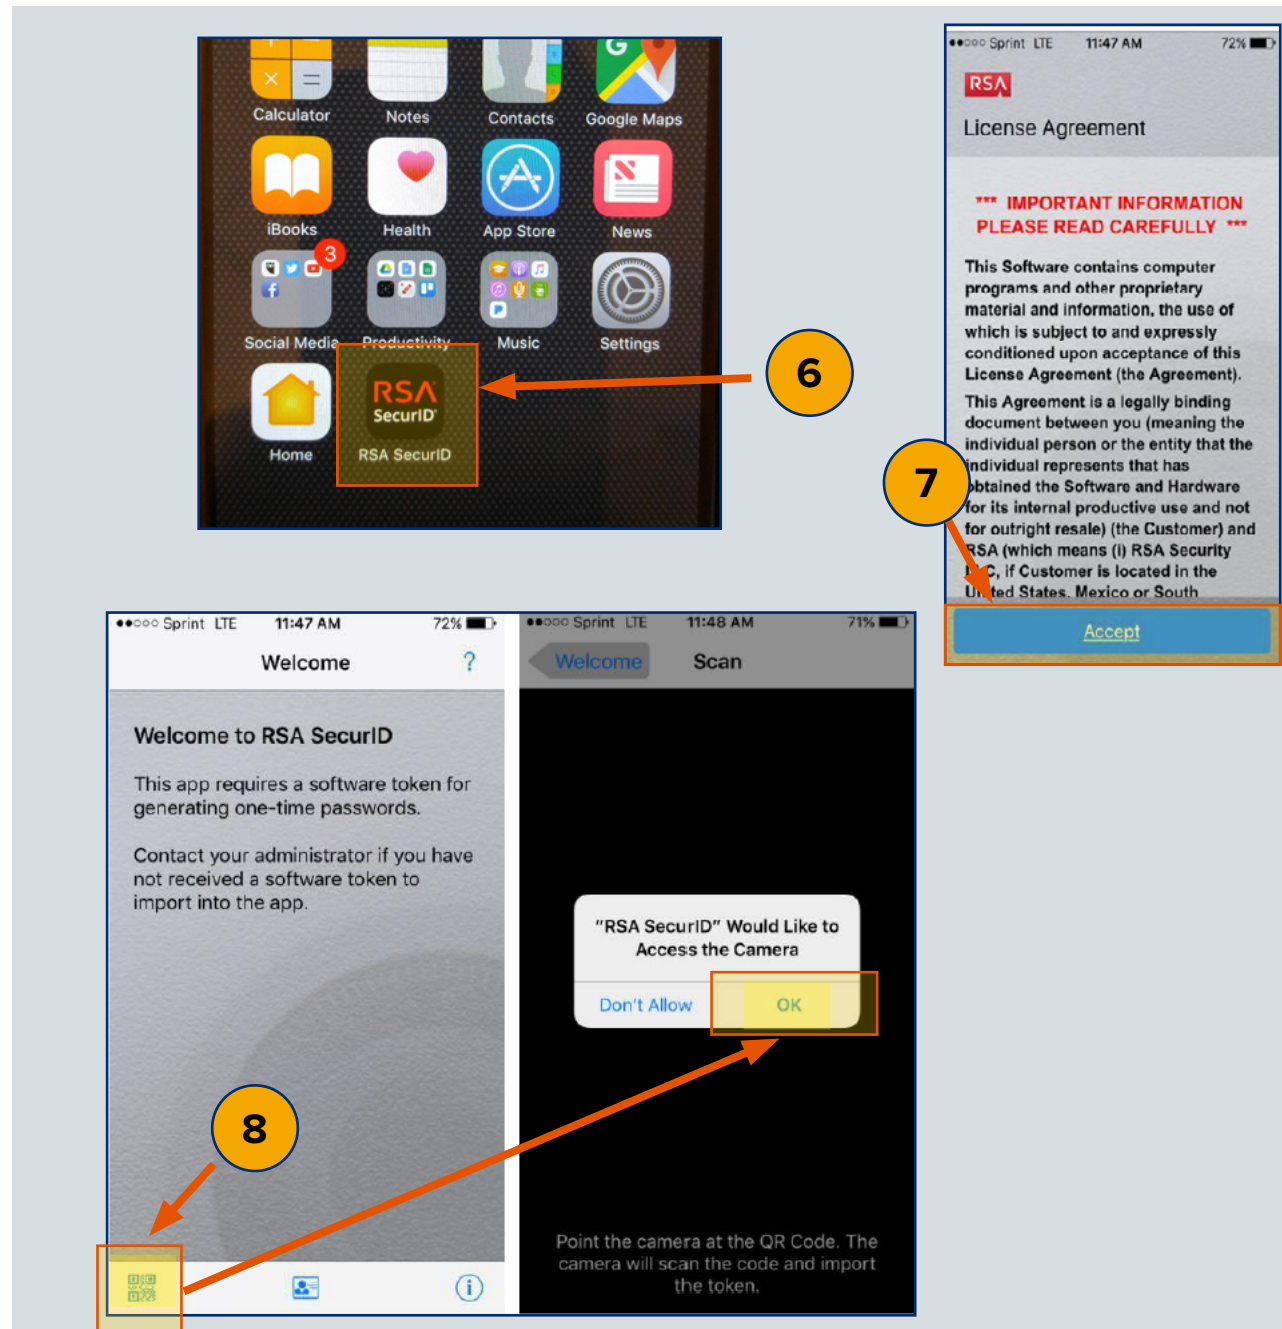 Calculator Notes Contacts Google Maps
iBooks Health App Store News
3
Social Media Productivity Music Settings
RSA
SecurID
Home RSA SecurID
6
Sprint LTE 11:47 AM 72%
RSA
License Agreement
*** IMPORTANT INFORMATION
PLEASE READ CAREFULLY ***
This Software contains computer
programs and other proprietary
material and information, the use of
which is subject to and expressly
conditioned upon acceptance of this
License Agreement (the Agreement).
This Agreement is a legally binding
document between you (meaning the
individual person or the entity that the
individual represents that has
obtained the Software and Hardware
for its internal productive use and not
for outright resale) (the Customer) and
RSA (which means (i) RSA Security
if Customer is located in the
United States, Mexico or South
Accept
7
Sprint LTE 11:47 AM 72%
Welcome ?
Welcome to RSA SecurID
This app requires a software token for
generating one-time passwords.
Contact your administrator if you have
not received a software token to
import into the app.
8
Sprint LTE 11:48 AM 71%
Welcome Scan
"RSA SecurID" Would Like to
Access the Camera
Don't Allow OK
Point the camera at the QR Code. The
camera will scan the code and import
the token.